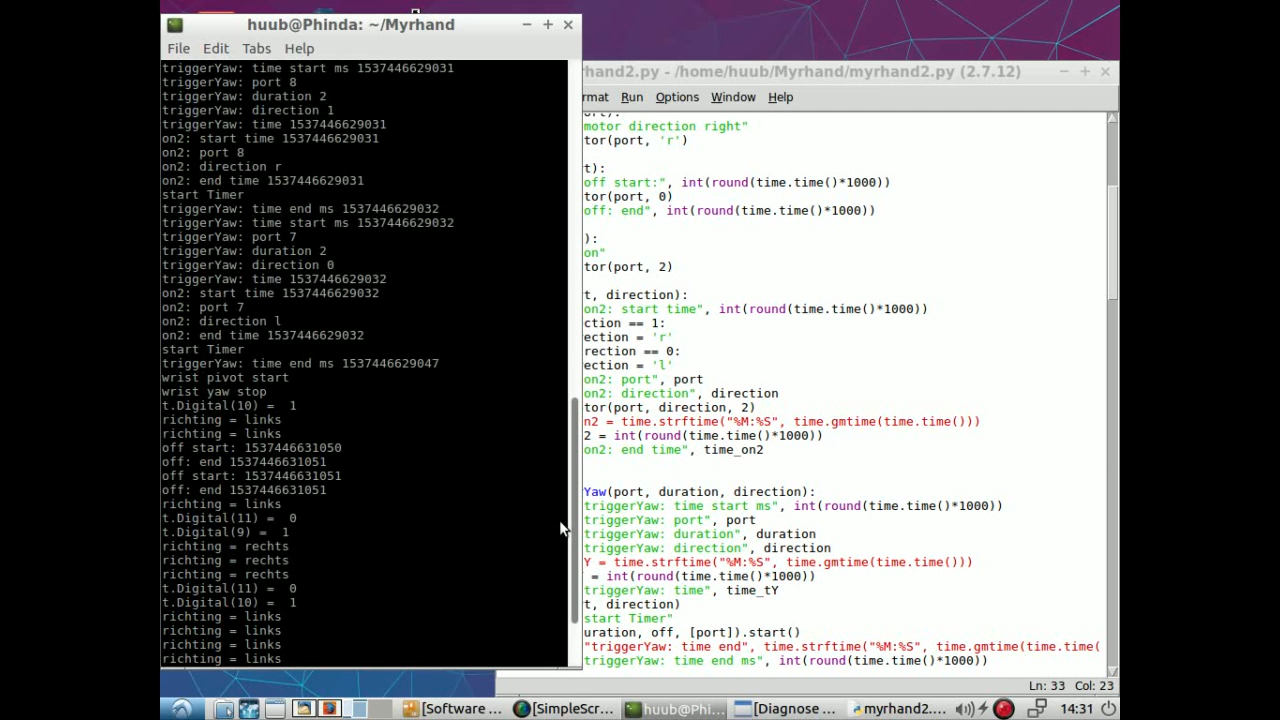 huub@Phinda: ~/Myrhand
File Edit Tabs Help
triggerYaw: time start ms 1537446629031
triggerYaw: port 8
triggerYaw: duration 2
triggerYaw: direction 1
triggerYaw: time 1537446629031
on2: start time 1537446629031
on2: port 8
on2: direction r
on2: end time 1537446629031
start Timer
triggerYaw: time end ms 1537446629032
triggerYaw: time start ms 1537446629032
triggerYaw: port 7
triggerYaw: duration 2
triggerYaw: direction 0
triggerYaw: time 1537446629032
on2: start time 1537446629032
on2: port 7
on2: direction l
on2: end time 1537446629032
start Timer
triggerYaw: time end ms 1537446629047
wrist pivot start
wrist yaw stop
t.Digital(10) =  1
richting = links
richting = links
off start: 1537446631050
off: end 1537446631051
off start: 1537446631051
off: end 1537446631051
richting = links
t.Digital(11) =  0
t.Digital(9) =  1
richting = rechts
richting = rechts
richting = rechts
t.Digital(11) =  0
t.Digital(10) =  1
richting = links
richting = links
richting = links
richting = links
rhand2.py - /home/huub/Myrhand/myrhand2.py (2.7.12)
rmat Run Options Window Help
ort):
motor direction right"
tor(port, 'r')
t):
off start:", int(round(time.time()*1000))
tor(port, 0)
off: end", int(round(time.time()*1000))
):
on"
tor(port, 2)
t, direction):
on2: start time", int(round(time.time()*1000))
ction == 1:
ection = 'r'
rection == 0:
ection = 'l'
on2: port", port
on2: direction", direction
tor(port, direction, 2)
n2 = time.strftime("%M:%S", time.gmtime(time.time()))
2 = int(round(time.time()*1000))
on2: end time", time_on2
Yaw(port, duration, direction):
triggerYaw: time start ms", int(round(time.time()*1000))
triggerYaw: port", port
triggerYaw: duration", duration
triggerYaw: direction", direction
Y = time.strftime("%M:%S", time.gmtime(time.time()))
= int(round(time.time()*1000))
triggerYaw: time", time_tY
t, direction)
start Timer"
uration, off, [port]).start()
"triggerYaw: time end", time.strftime("%M:%S", time.gmtime(time.time(
triggerYaw: time end ms", int(round(time.time()*1000))
Ln: 33 Col: 23
[Software ... [SimpleScr... huub@Phi... [Diagnose ... myrhand2.... 14:31